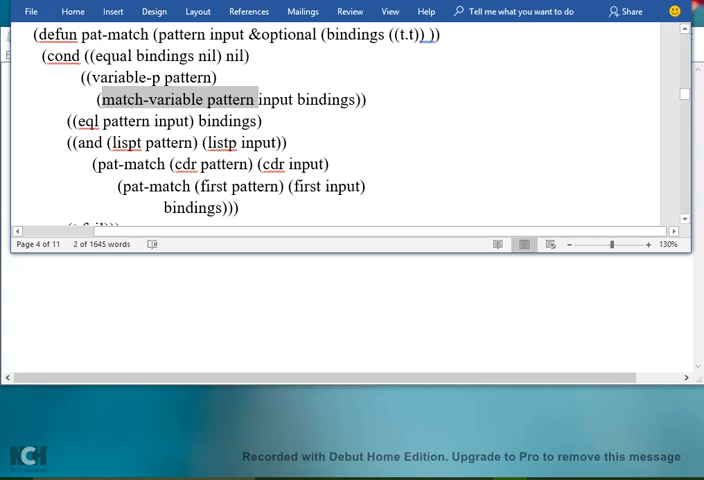 File Home Insert Design Layout References Mailings Review View Help Tell me what you want to do Share
(defun pat-match (pattern input &optional (bindings ((t.t)) ))
(cond ((equal bindings nil) nil)
((variable-p pattern)
(match-variable pattern input bindings))
((eql pattern input) bindings)
((and (lispt pattern) (listp input))
(pat-match (cdr pattern) (cdr input)
(pat-match (first pattern) (first input)
bindings)))
Page 4 of 11 2 of 1645 words 130%
NCH
Recorded with Debut Home Edition. Upgrade to Pro to remove this message